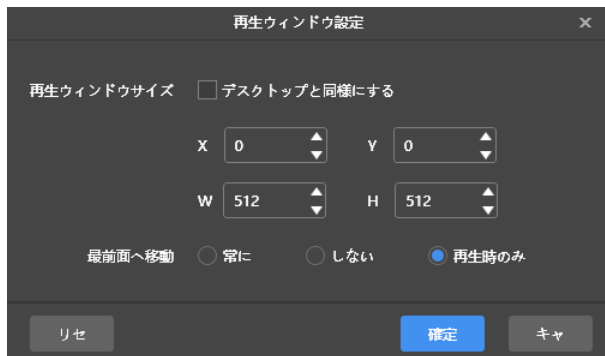 再生ウィンドウ設定
再生ウィンドウサイズ デスクトップと同様にする
X 0 Y 0
W 512 H 512
最前面へ移動 常に しない 再生時のみ
リセ 確定 キャ